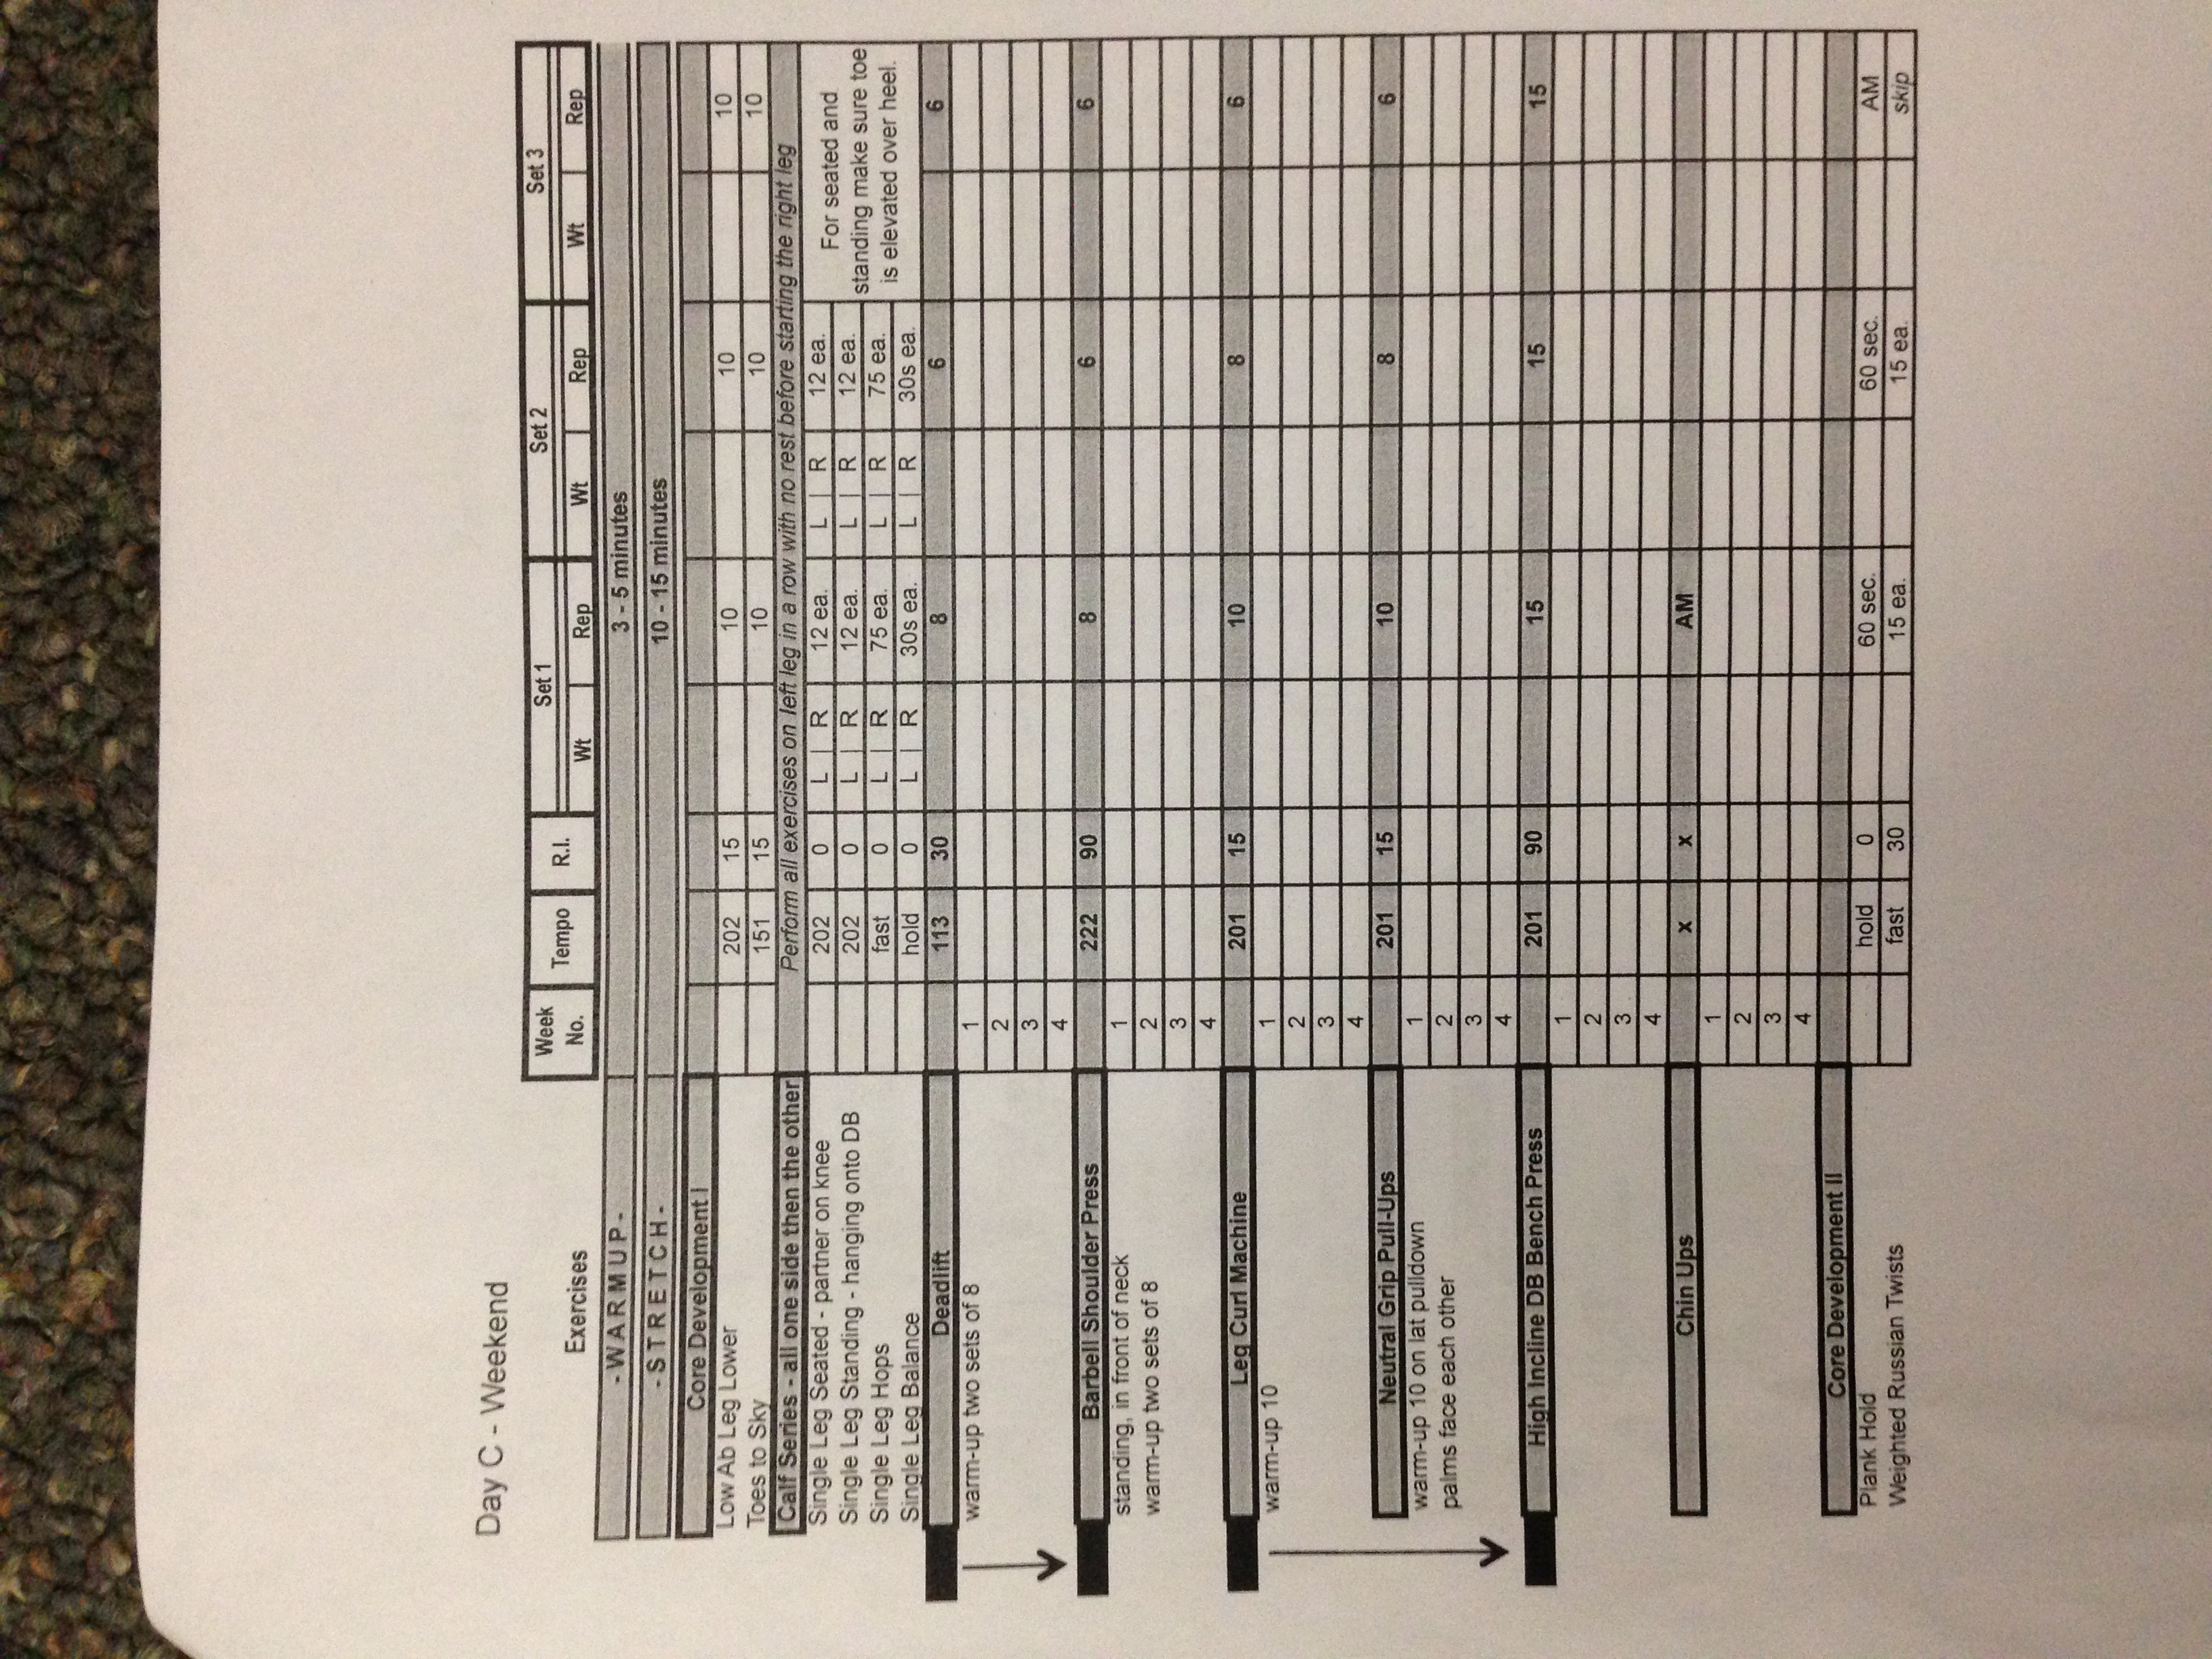 Day C - Weekend
Exercises Week No. Tempo R.I. Set 1 Set 2 Set 3
Wt Rep Wt Rep Wt Rep
- W A R M U P - 3 - 5 minutes
- S T R E T C H - 10 - 15 minutes
Core Development I
Low Ab Leg Lower 202 15 10 10 10
Toes to Sky 151 15 10 10 10
Calf Series - all one side then the other Perform all exercises on left leg in a row with no rest before starting the right leg
Single Leg Seated - partner on knee 202 0 L | R 12 ea. L | R 12 ea.
Single Leg Standing - hanging onto DB 202 0 L | R 12 ea. L | R 12 ea.
Single Leg Hops fast 0 L | R 75 ea. L | R 75 ea.
Single Leg Balance hold 0 L | R 30s ea. L | R 30s ea.
For seated and
standing make sure toe
is elevated over heel.
Deadlift 113 30 8 6 6
warm-up two sets of 8 1
2
3
4
Barbell Shoulder Press 222 90 8 6 6
standing, in front of neck 1
warm-up two sets of 8 2
3
4
Leg Curl Machine 201 15 10 8 6
warm-up 10 1
2
3
4
Neutral Grip Pull-Ups 201 15 10 8 6
warm-up 10 on lat pulldown 1
palms face each other 2
3
4
High Incline DB Bench Press 201 90 15 15 15
1
2
3
4
Chin Ups x x AM
1
2
3
4
Core Development II
Plank Hold hold 0 60 sec. 60 sec. AM
Weighted Russian Twists fast 30 15 ea. 15 ea. skip